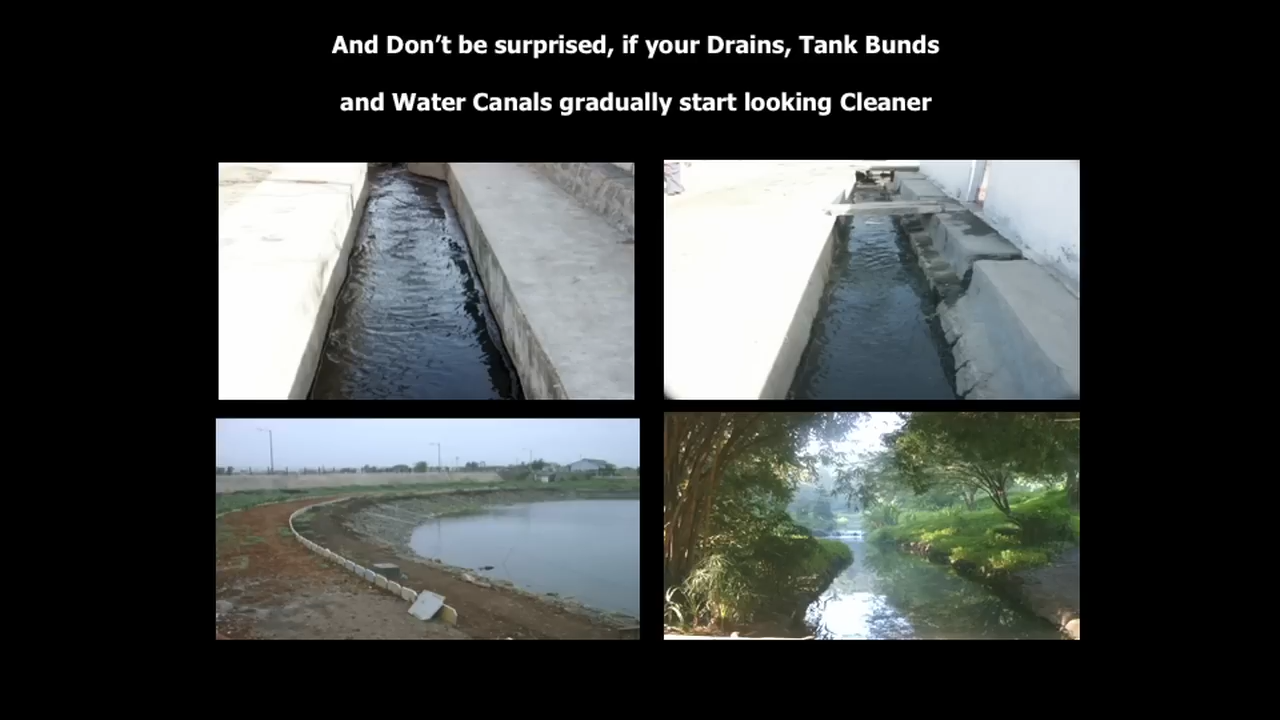 And Don’t be surprised, if your Drains, Tank Bunds
and Water Canals gradually start looking Cleaner